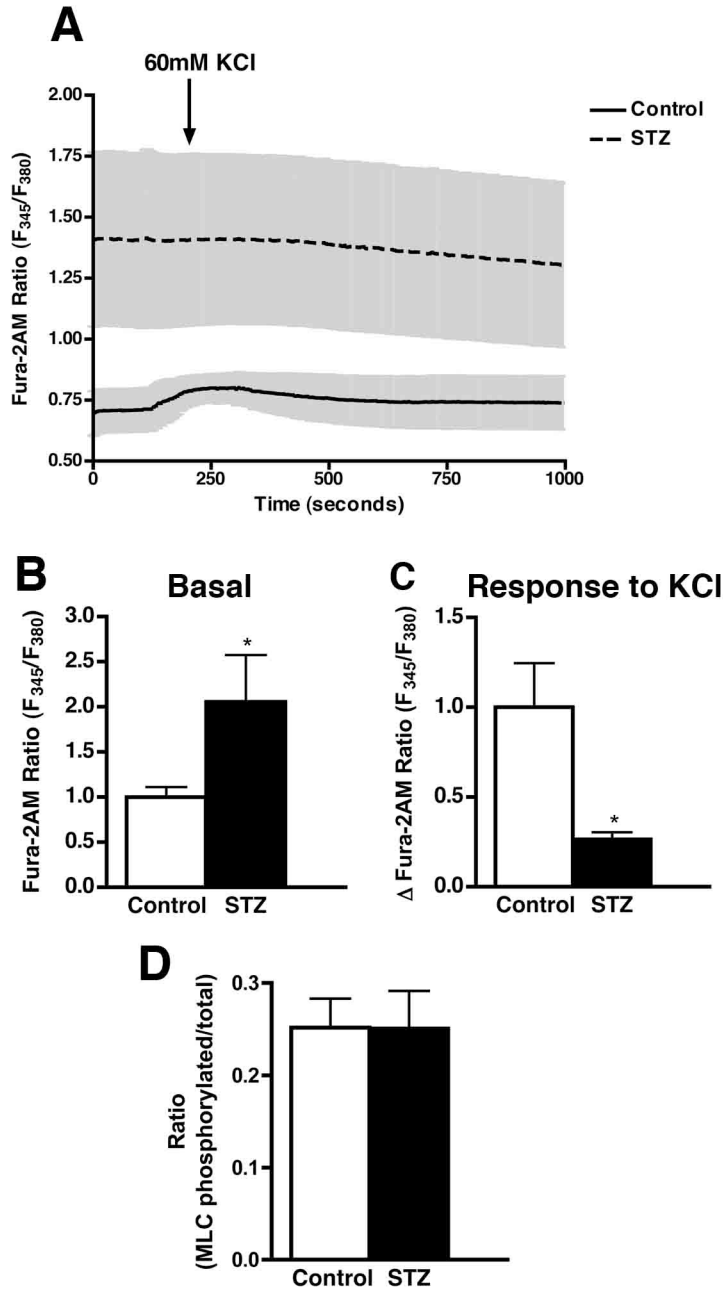 A
60mM KCl
2.00
1.75
1.50
1.25
1.00
0.75
0.50
Fura-2AM Ratio (F345/F380)
0 250 500 750 1000
Time (seconds)
Control
STZ
B
Basal
Fura-2AM Ratio (F345/F380)
3.0
2.5
2.0
1.5
1.0
0.5
0.0
*
Control STZ
C
Response to KCl
Δ Fura-2AM Ratio (F345/F380)
1.5
1.0
0.5
0.0
*
Control STZ
D
Ratio
(MLC phosphorylated/total)
0.3
0.2
0.1
0.0
Control STZ